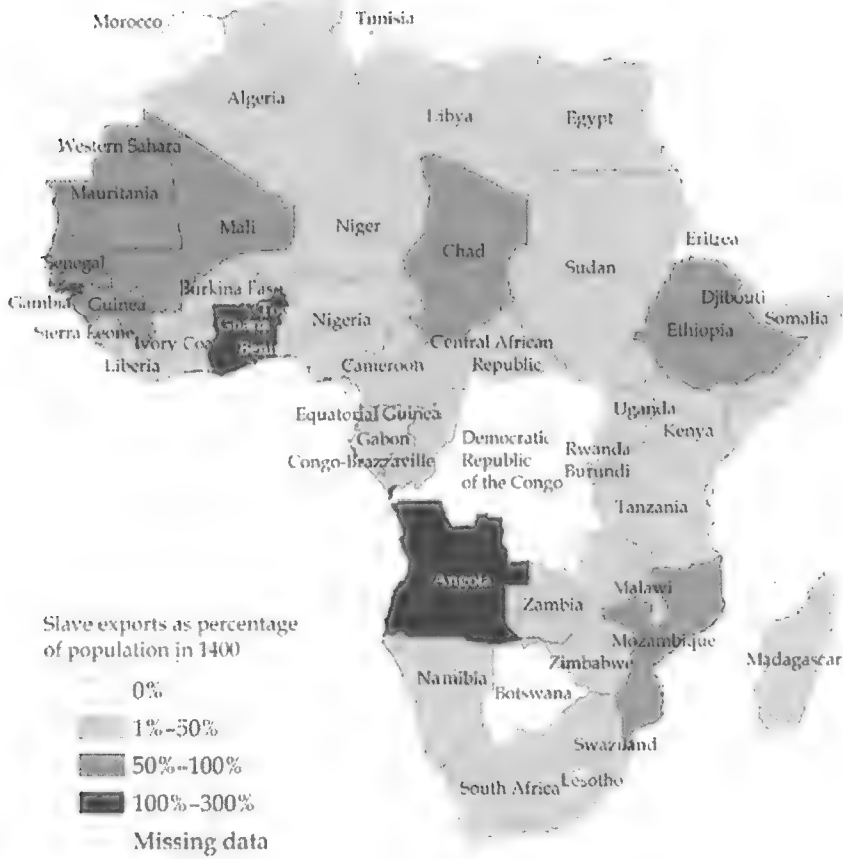 Morocco
Tunisia
Algeria
Libya
Egypt
Western Sahara
Mauritania
Mali
Niger
Chad
Sudan
Eritrea
Senegal
Burkina Faso
Djibouti
Gambia
Guinea
Nigeria
Ethiopia
Somalia
Sierra Leone
Ivory Coa
Central African
Republic
Liberia
Cameroon
Equatorial Guinea
Uganda
Kenya
Gabon
Democratic
Republic
of the Congo
Rwanda
Burundi
Congo-Brazzaville
Tanzania
Angola
Malawi
Zambia
Mozambique
Zimbabwe
Madagascar
Namibia
Botswana
Swaziland
South Africa
Lesotho
Slave exports as percentage
of population in 1400
0%
1%–50%
50%–100%
100%–300%
Missing data